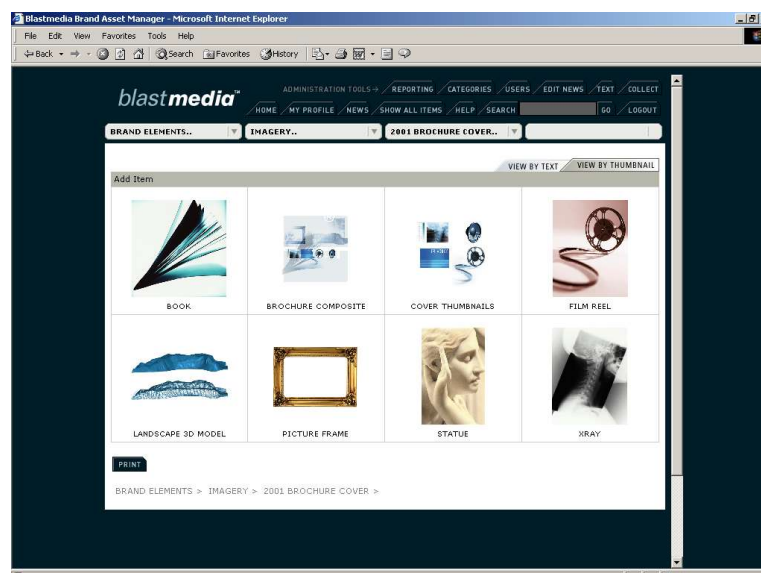 Blastmedia Brand Asset Manager - Microsoft Internet Explorer
File Edit View Favorites Tools Help
Back Search Favorites History
blastmedia™ ADMINISTRATION TOOLS→ REPORTING CATEGORIES USERS EDIT NEWS TEXT COLLECT
HOME MY PROFILE NEWS SHOW ALL ITEMS HELP SEARCH GO LOGOUT
BRAND ELEMENTS.. IMAGERY.. 2001 BROCHURE COVER..
VIEW BY TEXT VIEW BY THUMBNAIL
Add Item
BOOK BROCHURE COMPOSITE COVER THUMBNAILS FILM REEL
LANDSCAPE 3D MODEL PICTURE FRAME STATUE XRAY
PRINT
BRAND ELEMENTS > IMAGERY > 2001 BROCHURE COVER >